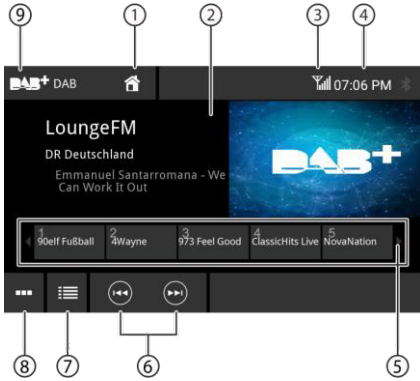 9 1 2 3 4
DAB+ DAB 07:06 PM
LoungeFM
DR Deutschland
Emmanuel Santarromana - We
Can Work It Out
DAB+
1 2 3 4 5
90elf Fußball 4Wayne 973 Feel Good ClassicHits Live NovaNation
8 7 6 5